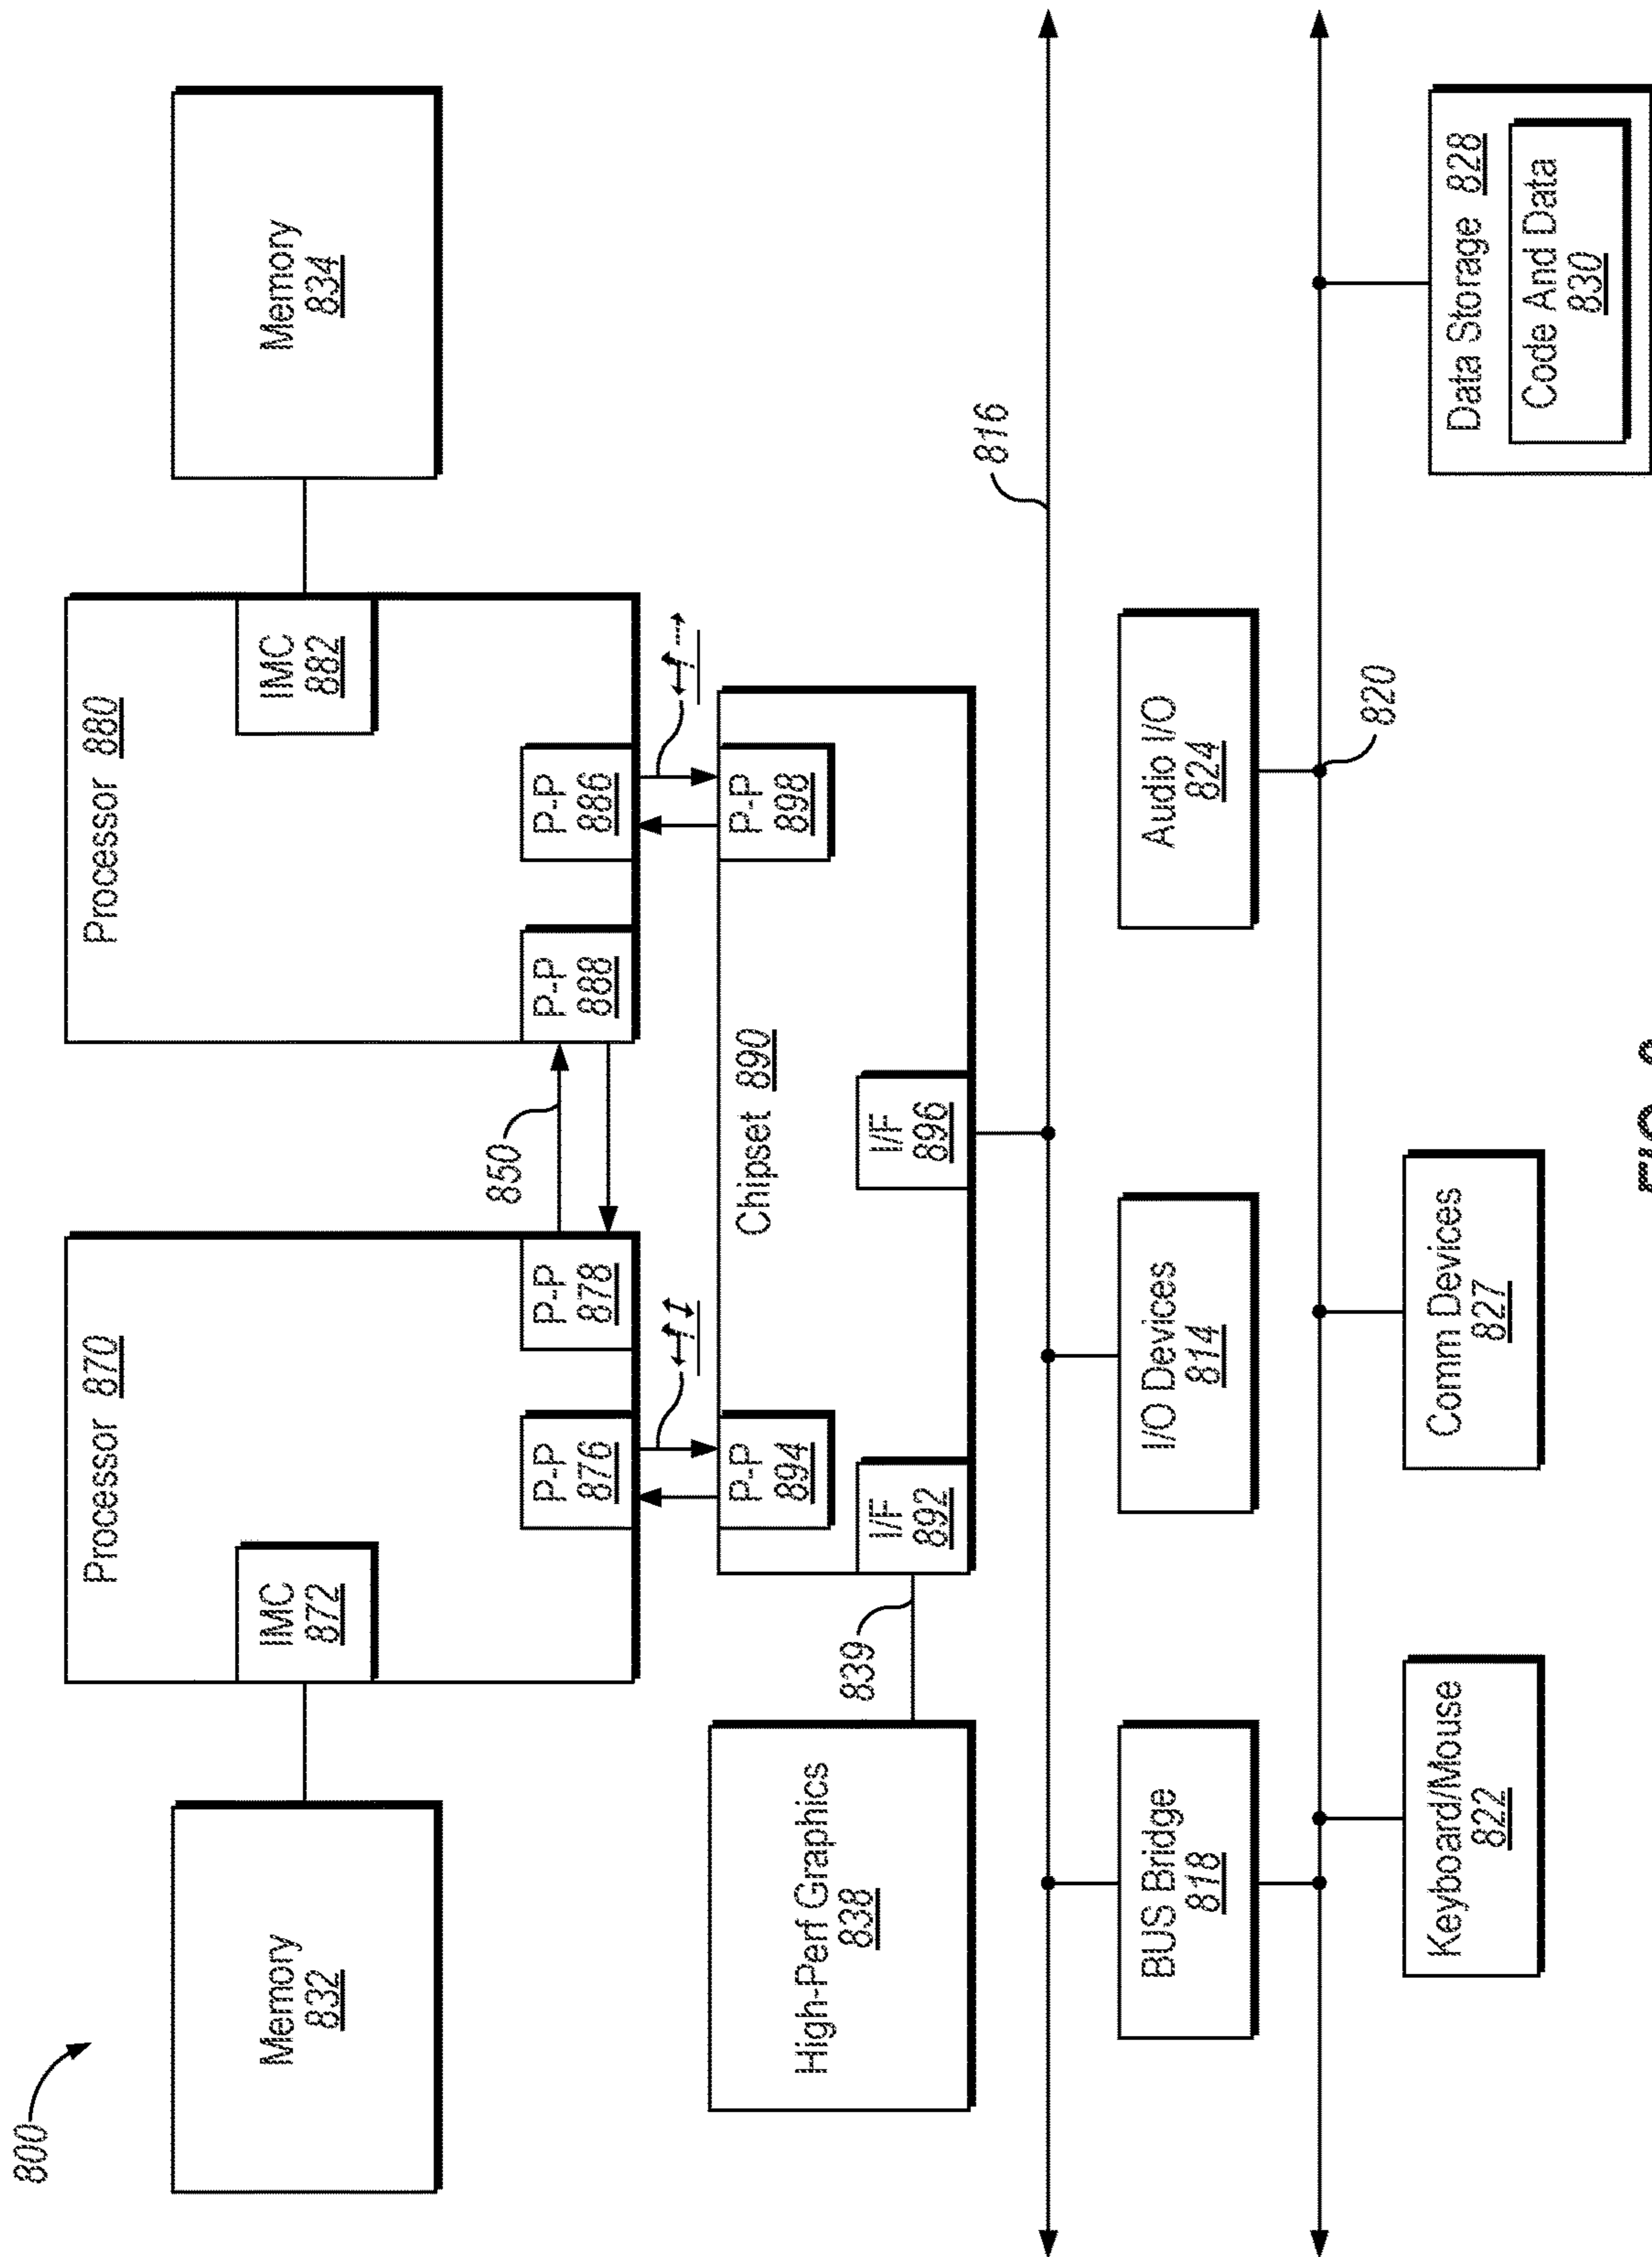 800
Memory
832
Processor 870
IMC
872
P-P
876
P-P
878
850
Processor 880
IMC
882
P-P
888
P-P
886
Memory
834
High-Perf Graphics
838
839
Chipset 890
P-P
894
P-P
898
I/F
892
I/F
896
816
BUS Bridge
818
I/O Devices
814
Audio I/O
824
820
Keyboard/Mouse
822
Comm Devices
827
Data Storage 828
Code And Data
830